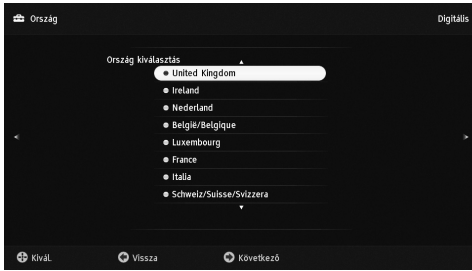 Ország
Digitális
Ország kiválasztás
United Kingdom
Ireland
Nederland
België/Belgique
Luxembourg
France
Italia
Schweiz/Suisse/Svizzera
Kivál.
Vissza
Következő